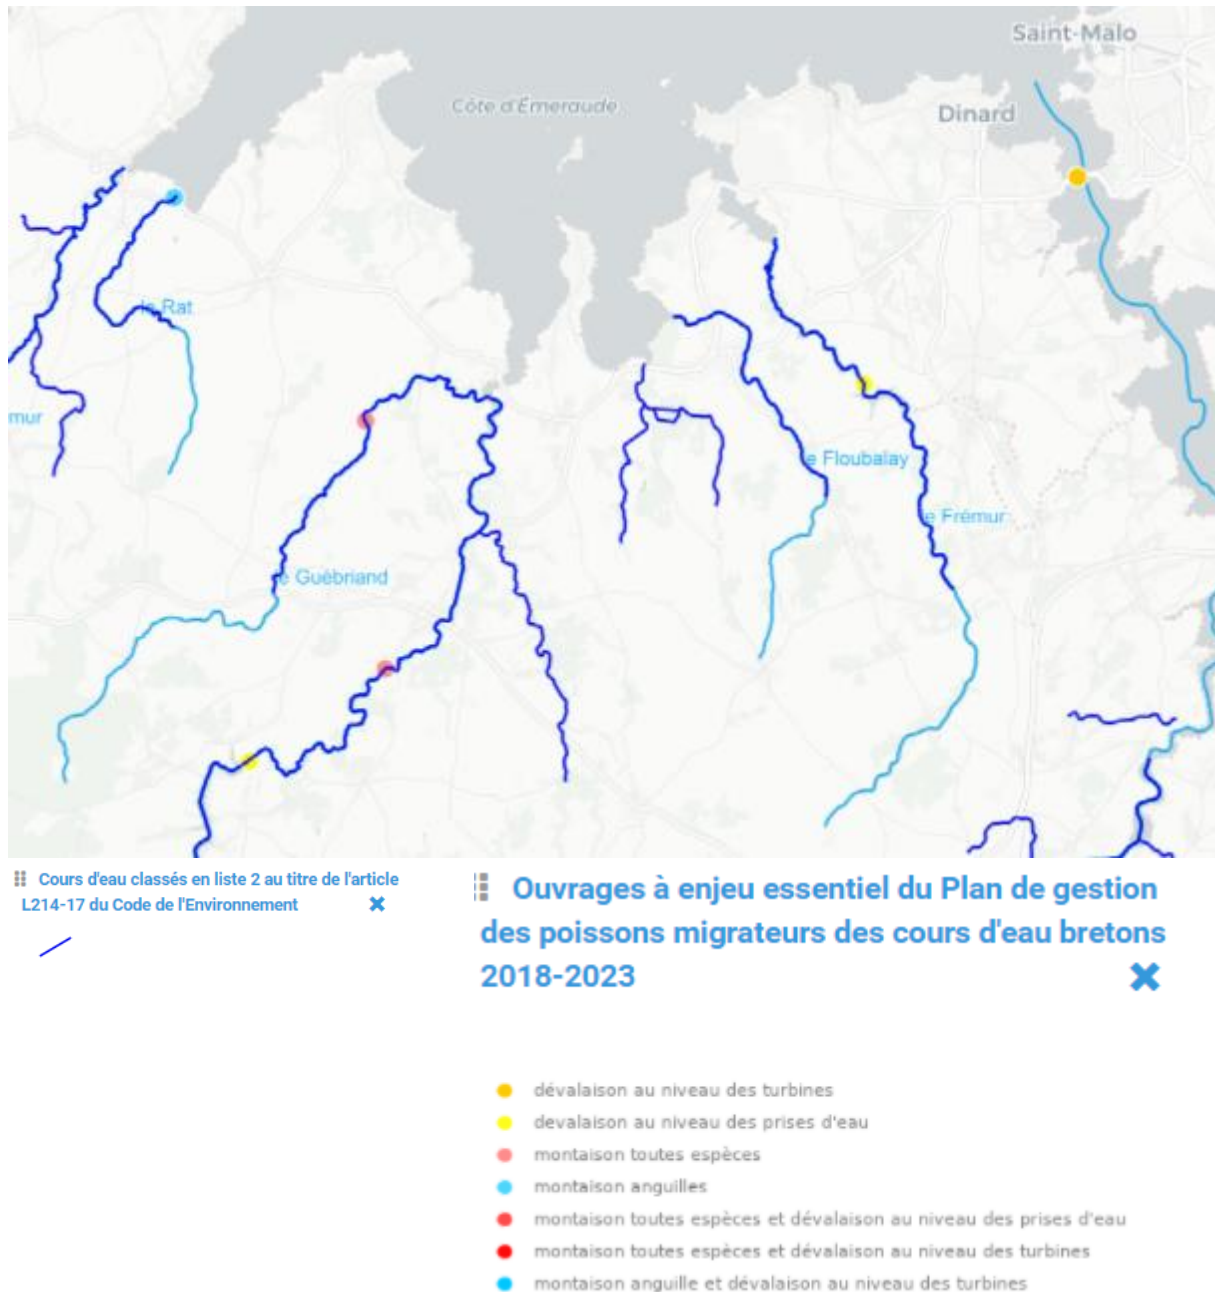 Saint-Malo
Côte d'Émeraude
Dinard
le Rat
mur
le Floubalay
le Frémur
le Guébriand
Cours d'eau classés en liste 2 au titre de l'article
L214-17 du Code de l'Environnement
Ouvrages à enjeu essentiel du Plan de gestion
des poissons migrateurs des cours d'eau bretons
2018-2023
dévalaison au niveau des turbines
devalaison au niveau des prises d'eau
montaison toutes espèces
montaison anguilles
montaison toutes espèces et dévalaison au niveau des prises d'eau
montaison toutes espèces et dévalaison au niveau des turbines
montaison anguille et dévalaison au niveau des turbines